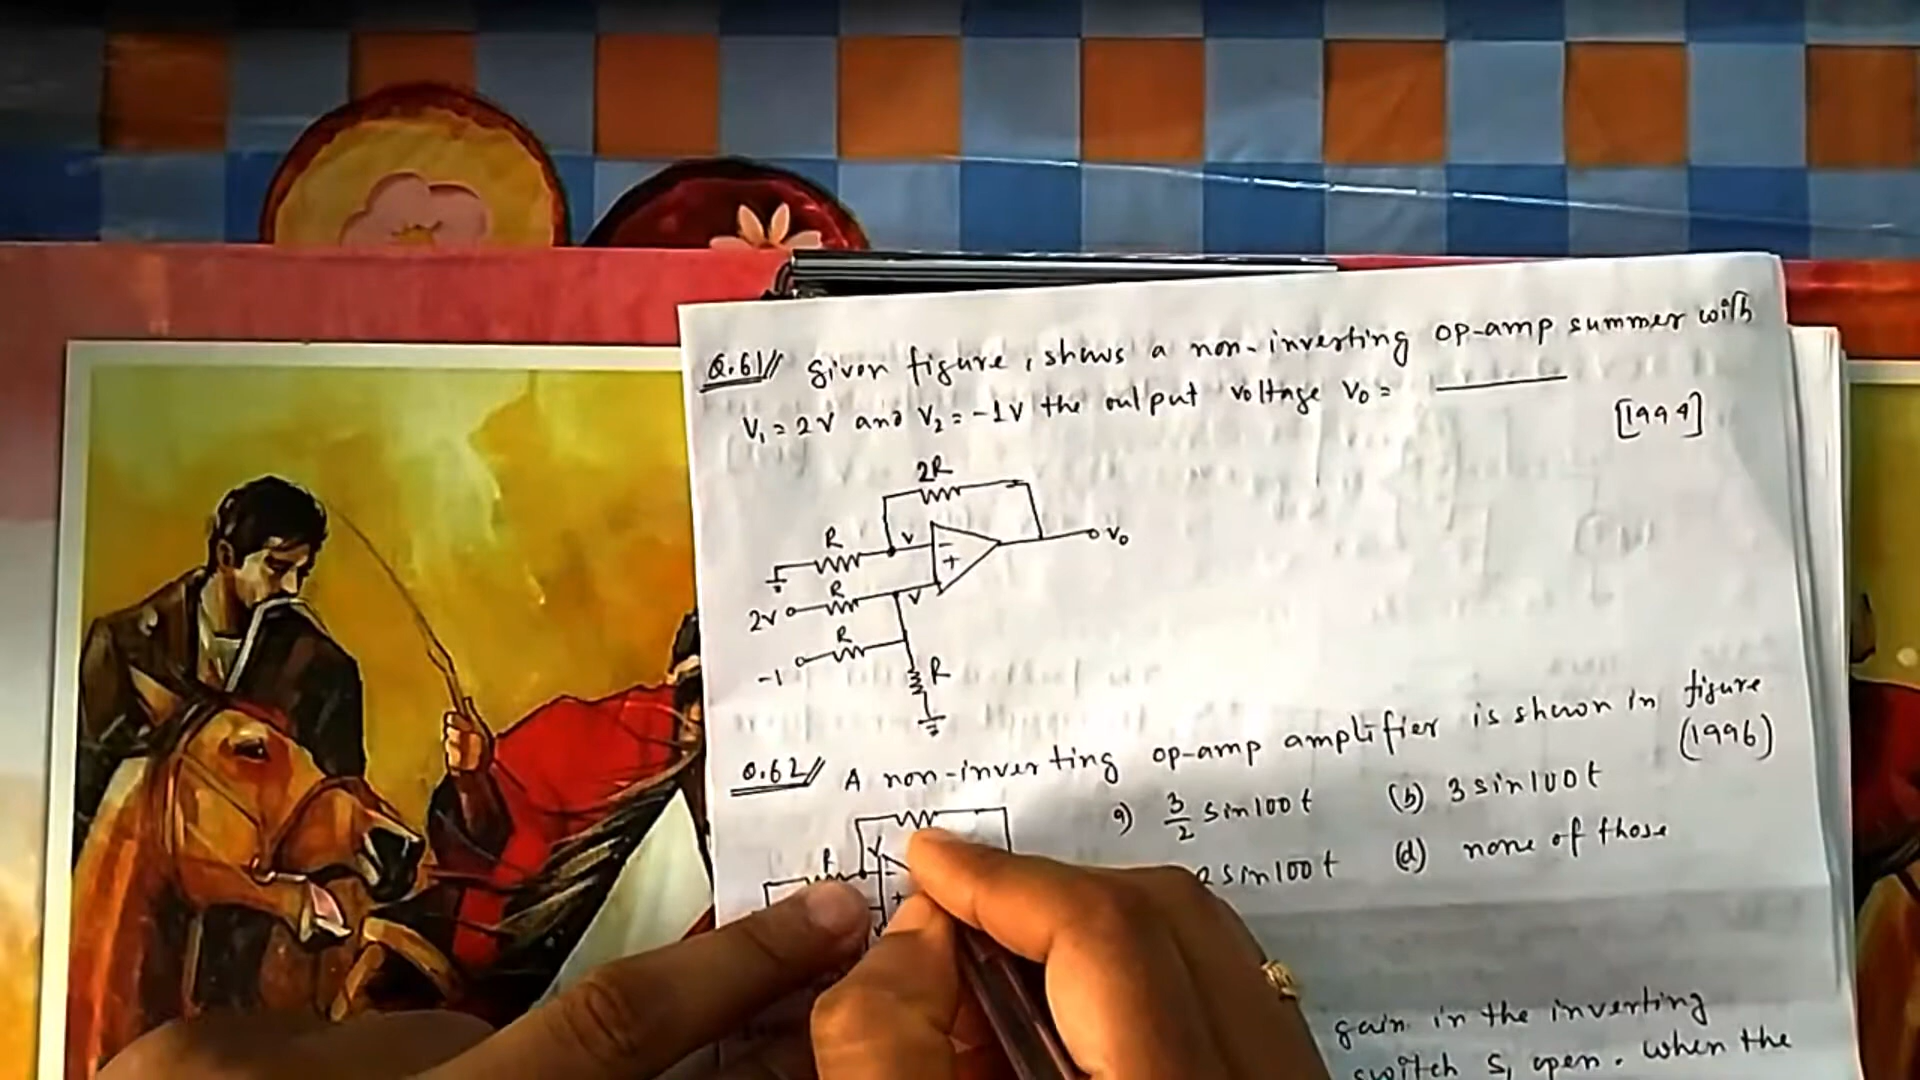 Q.61// Given figure, shows a non-inverting op-amp summer with
V₁ = 2V and V₂ = -1V the output voltage V₀ = ______
[1994]
2R
R
V
-
+
V₀
R
2V
V
R
-1
R
Q.62// A non-inverting op-amp amplifier is shown in figure
(1996)
a) 3/2 sin100t (b) 3 sin100t
2 sin100t (d) none of those
R
V
-
+
gain in the inverting
switch S, open. When the